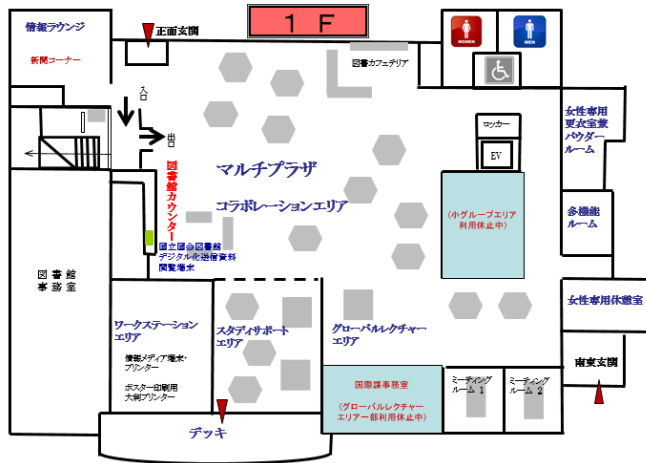 1 F
情報ラウンジ
新聞コーナー
正面玄関
図書カフェテリア
WOMEN
MEN
入口
出口
図書館カウンター
マルチプラザ
コラボレーションエリア
ロッカー
EV
女性専用
更衣室兼
パウダー
ルーム
(小グループエリア
利用休止中)
多機能
ルーム
国立国会図書館
デジタル化送信資料
閲覧端末
図書館
事務室
女性専用休憩室
ワークステーション
エリア
情報メディア端末・
プリンター
ポスター印刷用
大判プリンター
スタディサポート
エリア
グローバルレクチャー
エリア
南東玄関
国際課事務室
(グローバルレクチャー
エリア一部利用休止中)
ミーティング
ルーム 1
ミーティング
ルーム 2
デッキ